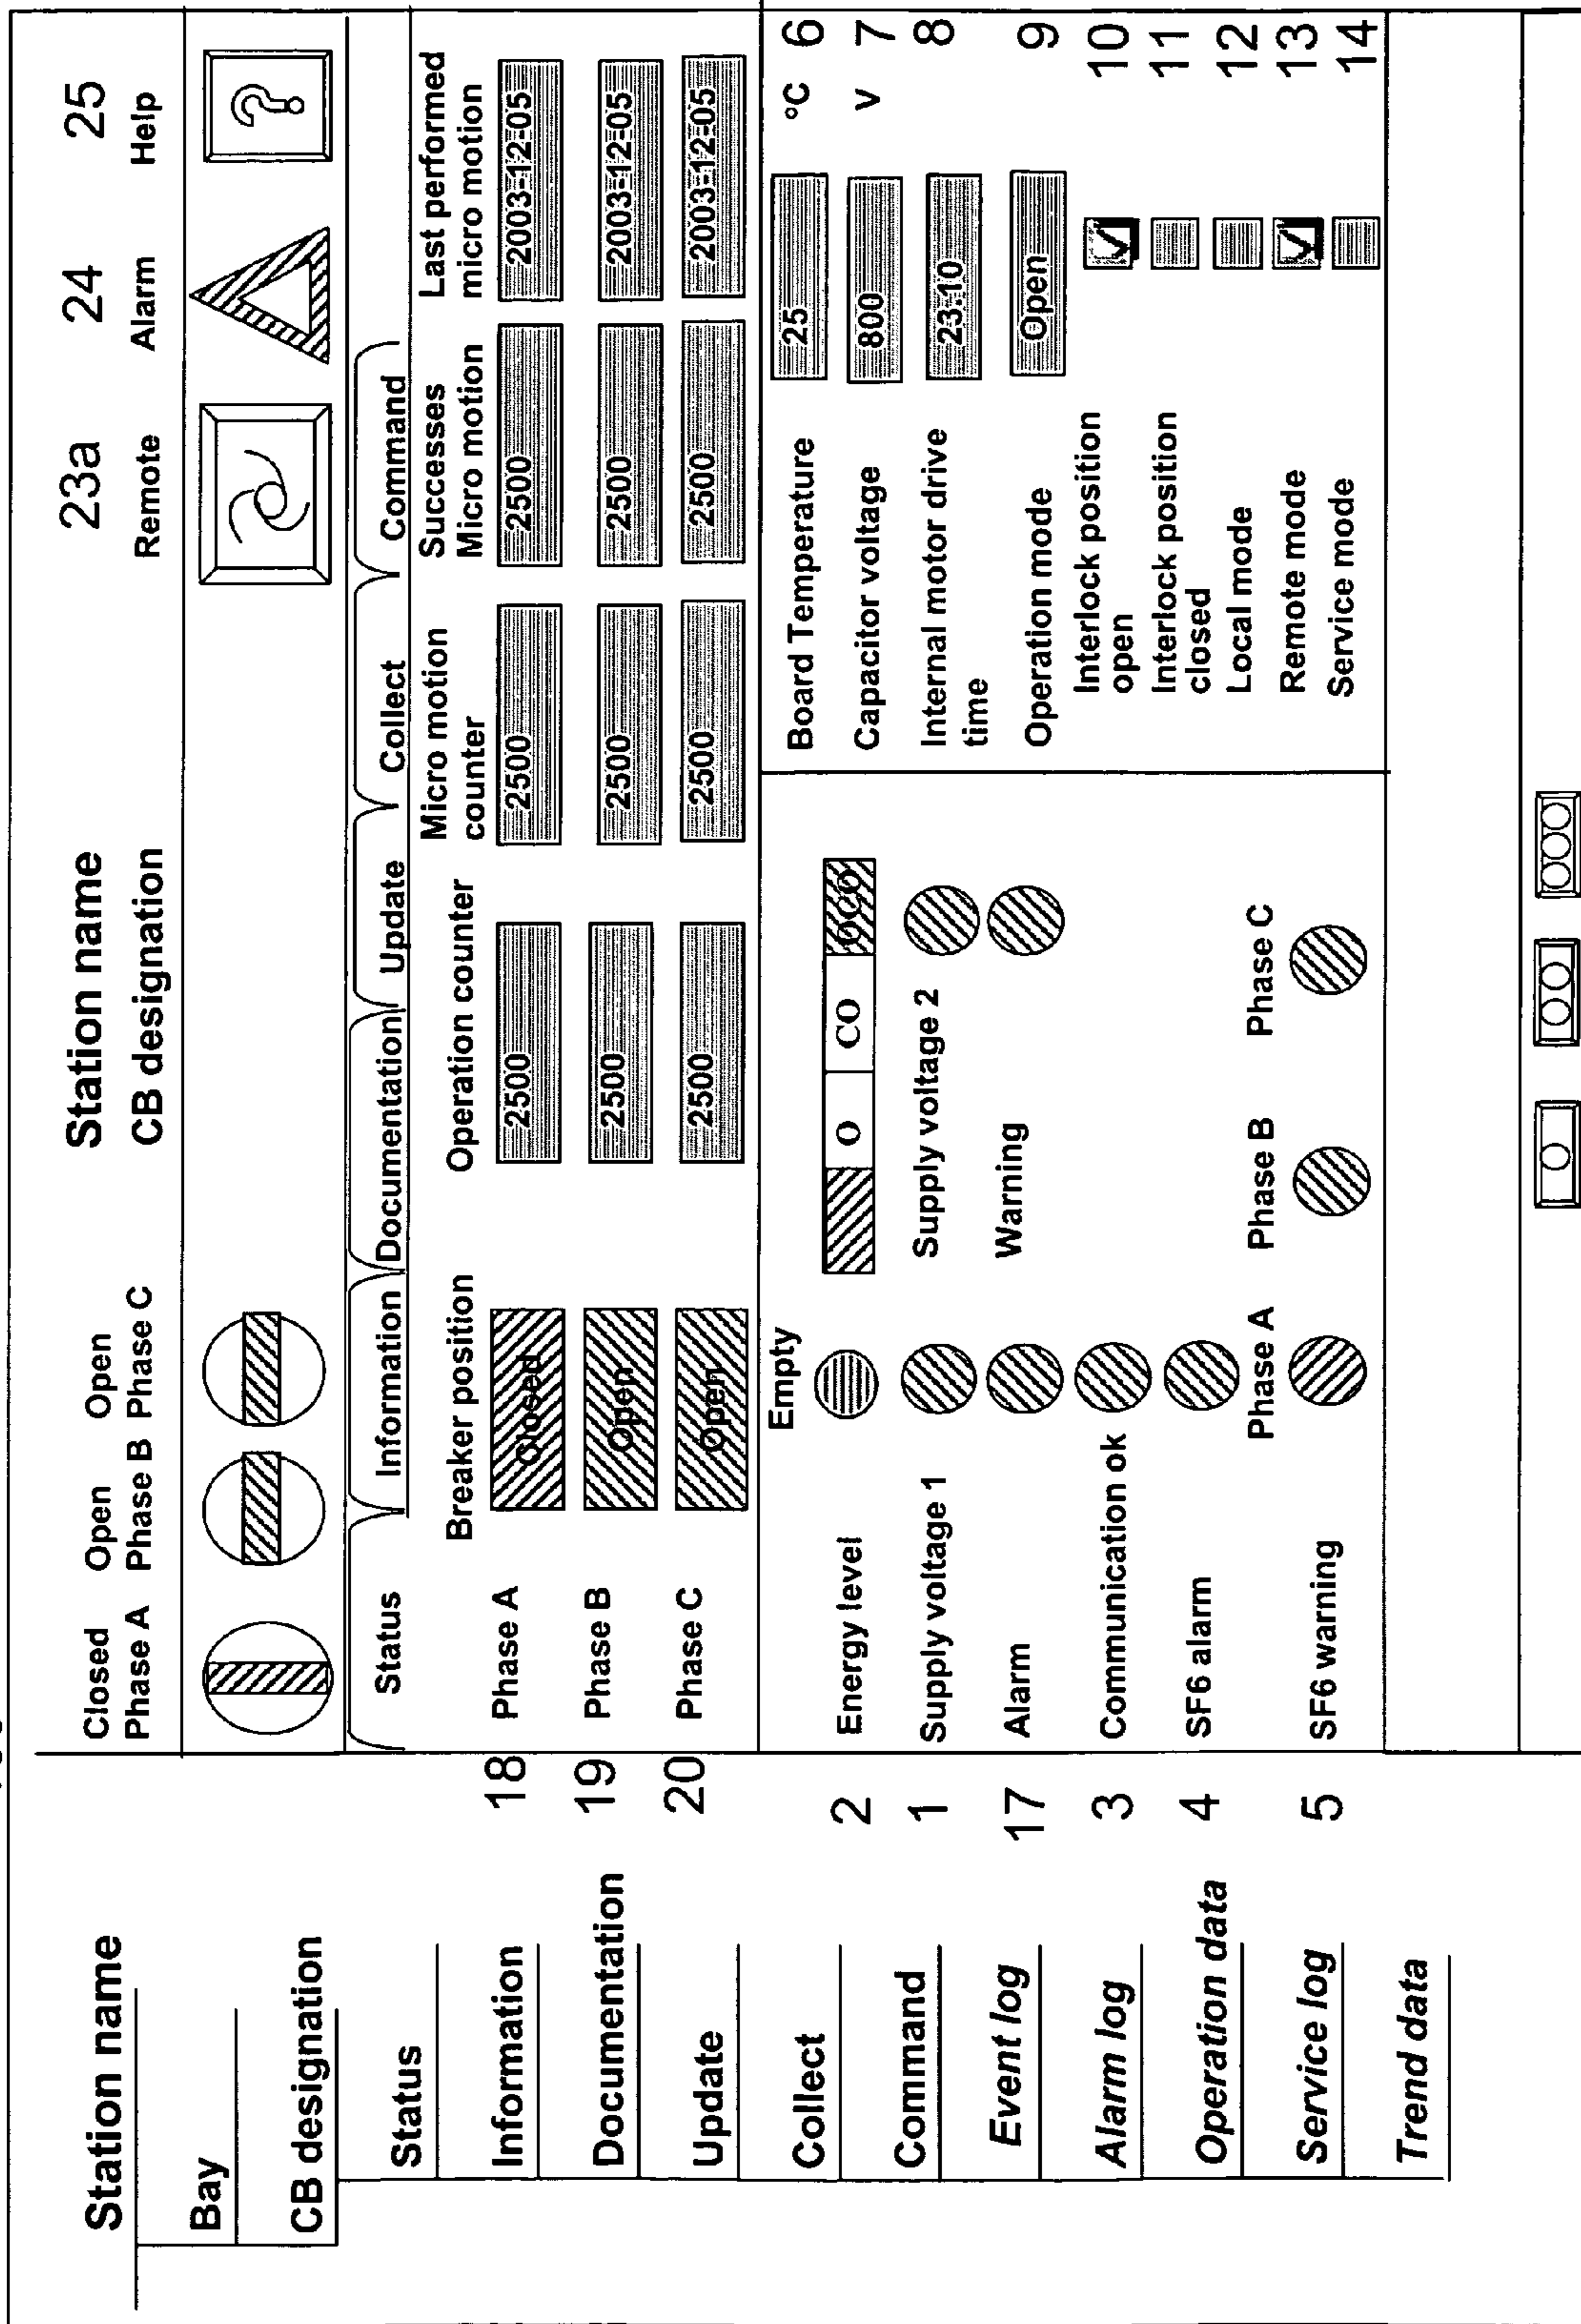 Station name
Bay
CB designation
Status
Information
Documentation
Update
Collect
Command
Event log
Alarm log
Operation data
Service log
Trend data
Closed Open Open
Phase A Phase B Phase C
Station name
CB designation
23a 24 25
Remote Alarm Help
?
Status Information Documentation Update Collect Command
Breaker position Operation counter Micro motion counter Successes Micro motion Last performed micro motion
18 Phase A Closed 2500 2500 2500 2003-12-05
19 Phase B Open 2500 2500 2500 2003-12-05
20 Phase C Open 2500 2500 2500 2003-12-05
Empty
2 Energy level O CO OCO
1 Supply voltage 1 Supply voltage 2
17 Alarm Warning
3 Communication ok
4 SF6 alarm
Phase A Phase B Phase C
5 SF6 warning
Board Temperature 25 °C 6
Capacitor voltage 800 V 7
Internal motor drive 23:10 8
time
Operation mode Open 9
Interlock position
open 10
Interlock position
closed 11
Local mode 12
Remote mode 13
Service mode 14